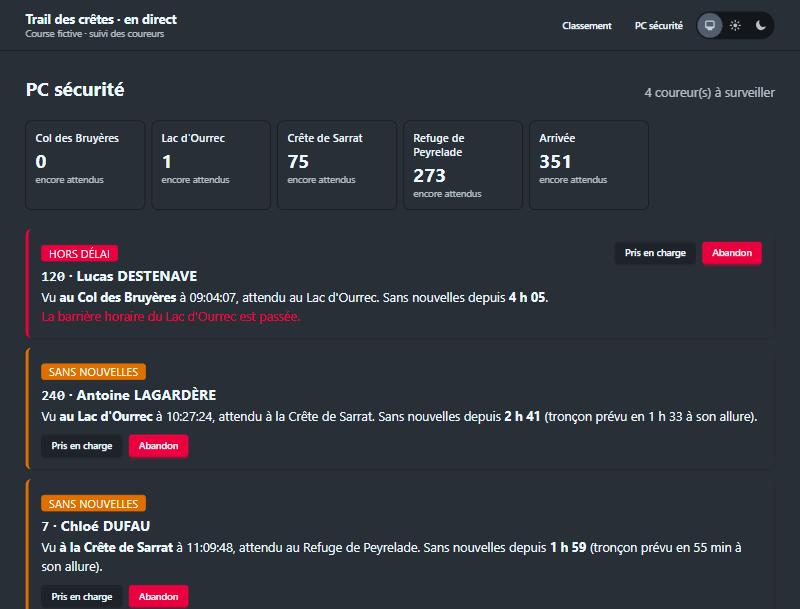 Trail des crêtes · en direct
Course fictive · suivi des coureurs
Classement
PC sécurité
PC sécurité
4 coureur(s) à surveiller
Col des Bruyères
0
encore attendus
Lac d'Ourrec
1
encore attendus
Crête de Sarrat
75
encore attendus
Refuge de
Peyrelade
273
encore attendus
Arrivée
351
encore attendus
HORS DÉLAI
120 · Lucas DESTENAVE
Vu au Col des Bruyères à 09:04:07, attendu au Lac d'Ourrec. Sans nouvelles depuis 4 h 05.
La barrière horaire du Lac d'Ourrec est passée.
Pris en charge
Abandon
SANS NOUVELLES
240 · Antoine LAGARDÈRE
Vu au Lac d'Ourrec à 10:27:24, attendu à la Crête de Sarrat. Sans nouvelles depuis 2 h 41 (tronçon prévu en 1 h 33 à son allure).
Pris en charge
Abandon
SANS NOUVELLES
7 · Chloé DUFAU
Vu à la Crête de Sarrat à 11:09:48, attendu au Refuge de Peyrelade. Sans nouvelles depuis 1 h 59 (tronçon prévu en 55 min à
son allure).
Pris en charge
Abandon